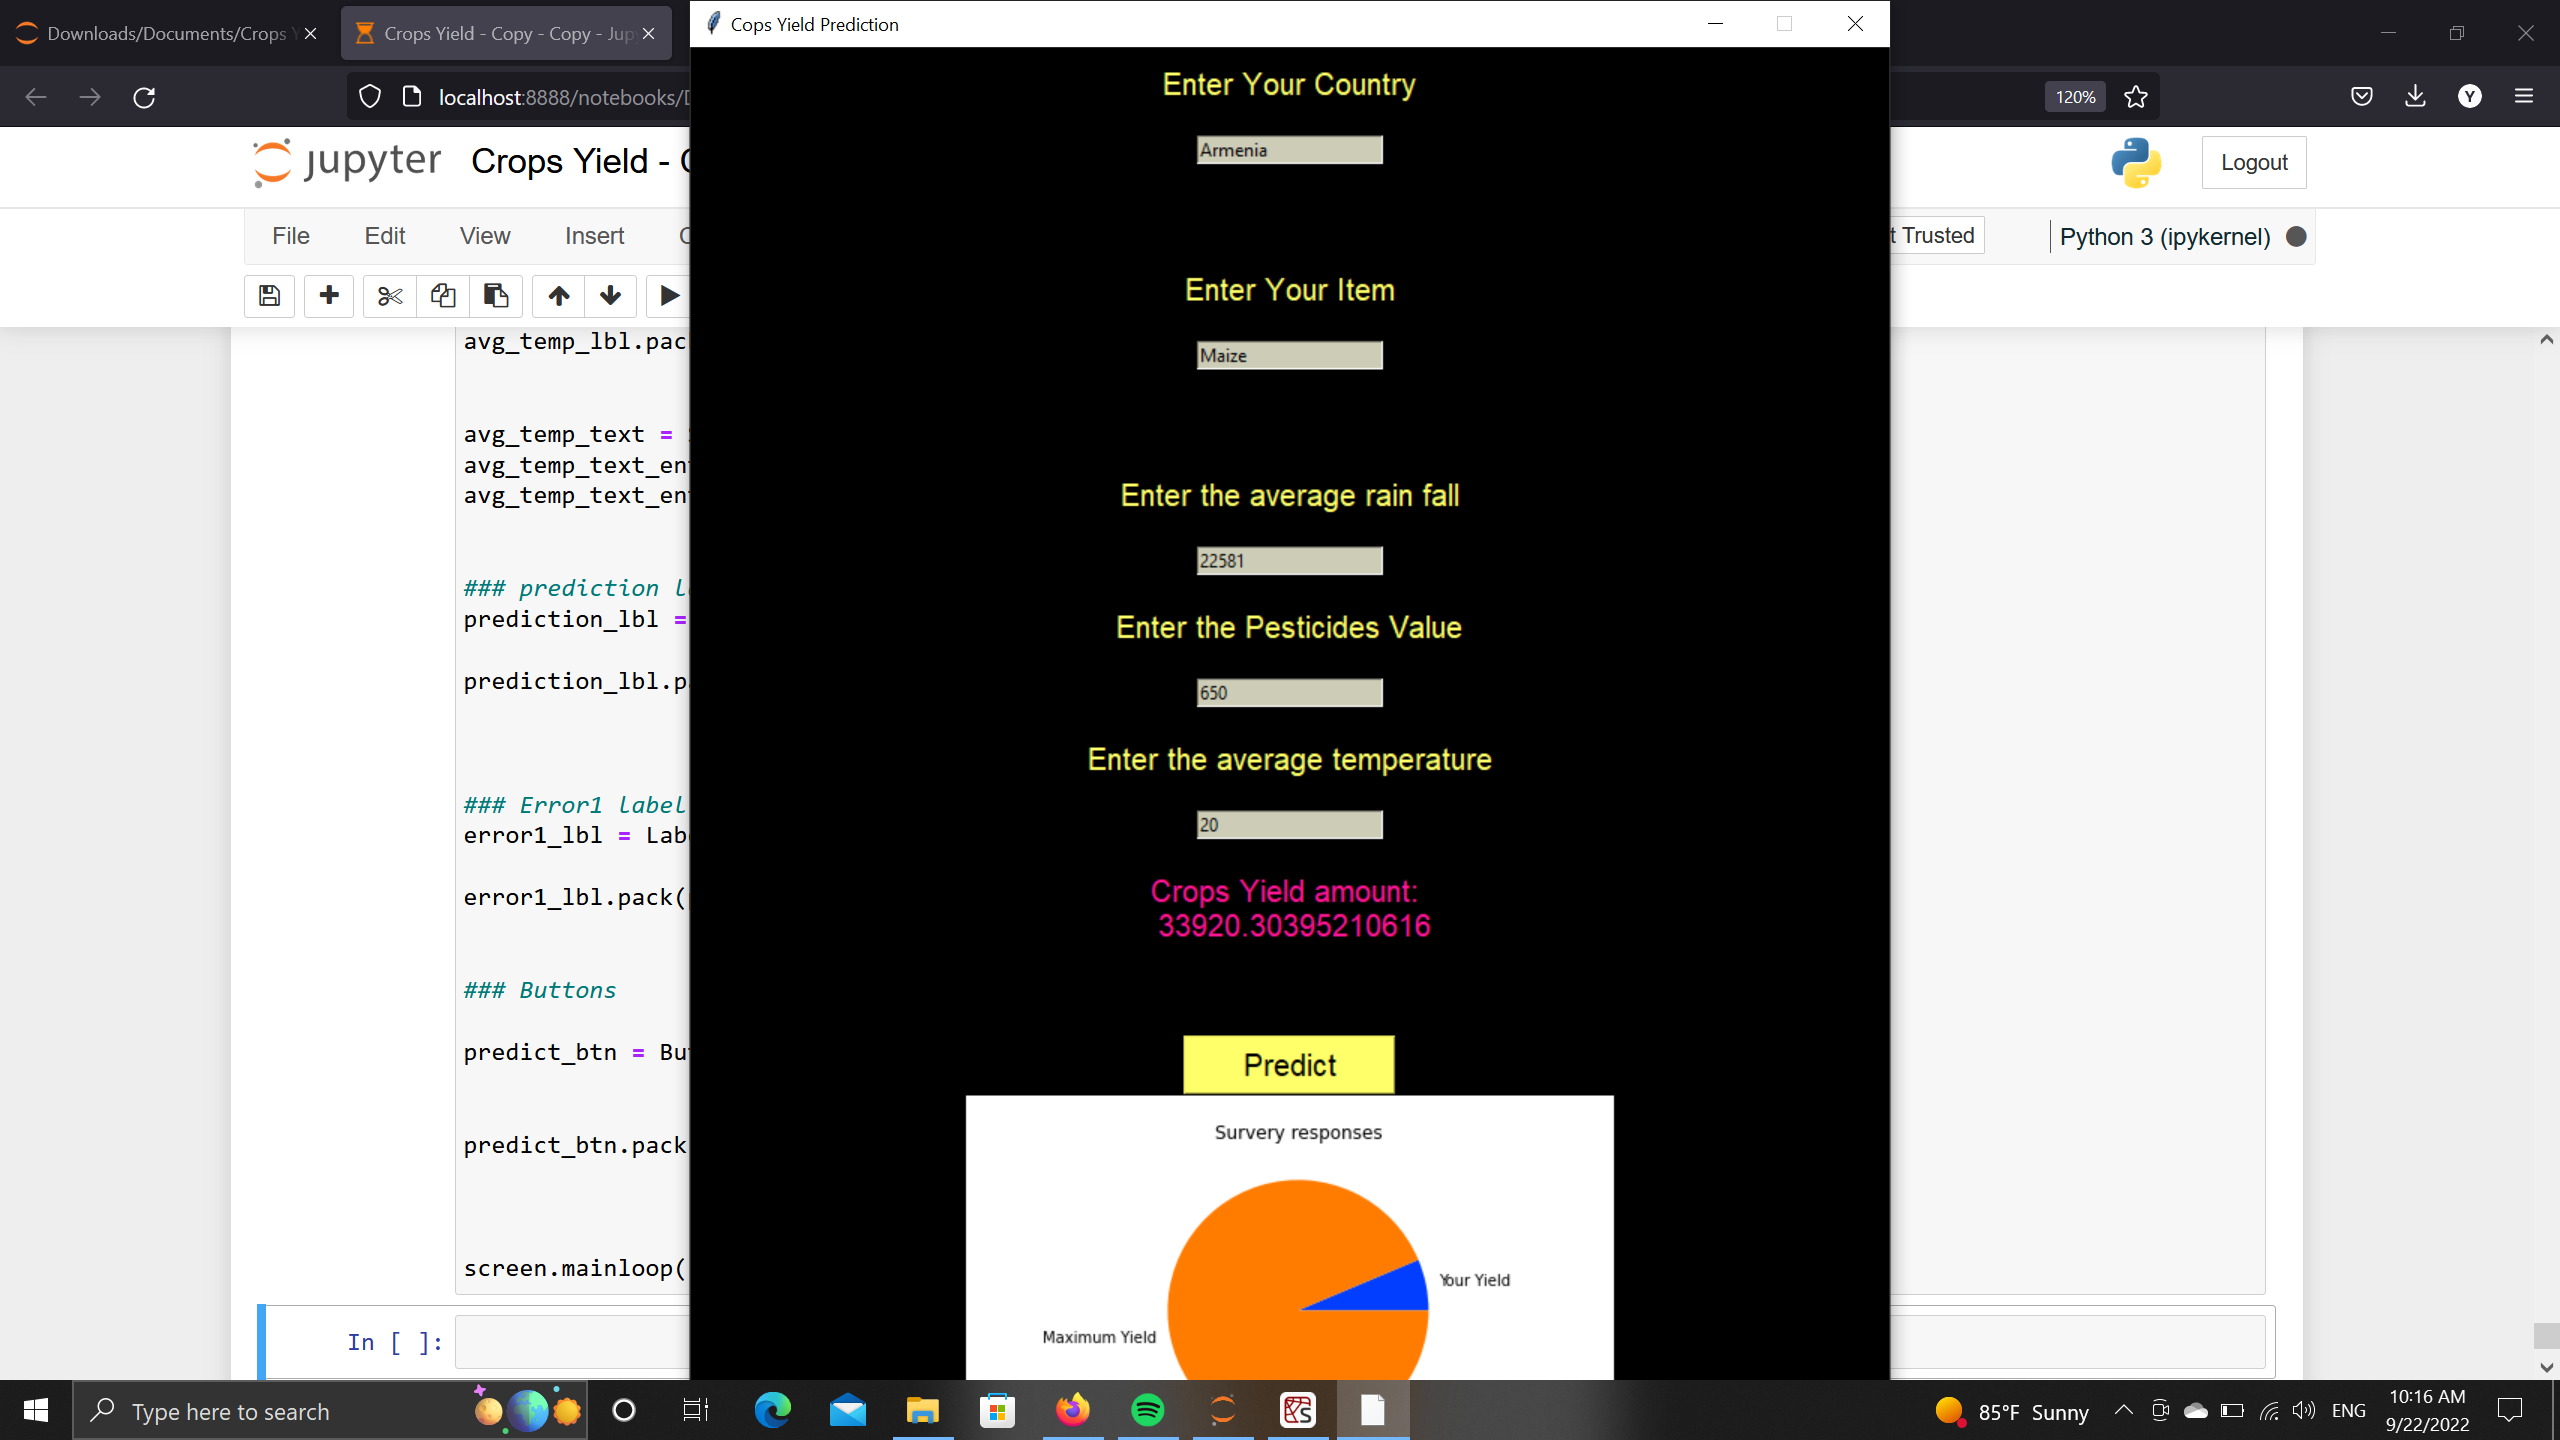 Downloads/Documents/Crops Y
Crops Yield - Copy - Copy - Jup
localhost:8888/notebooks/D
120%
Y
jupyter
Crops Yield - C
Logout
File
Edit
View
Insert
t Trusted
Python 3 (ipykernel)
avg_temp_lbl.pac
avg_temp_text =
avg_temp_text_en
avg_temp_text_en
### prediction l
prediction_lbl =
prediction_lbl.p
### Error1 label
error1_lbl = Lab
error1_lbl.pack(
### Buttons
predict_btn = Bu
predict_btn.pack
screen.mainloop(
In [ ]:
Cops Yield Prediction
Enter Your Country
Armenia
Enter Your Item
Maize
Enter the average rain fall
22581
Enter the Pesticides Value
650
Enter the average temperature
20
Crops Yield amount:
33920.30395210616
Predict
Survery responses
Your Yield
Maximum Yield
Type here to search
85°F Sunny
ENG
10:16 AM
9/22/2022